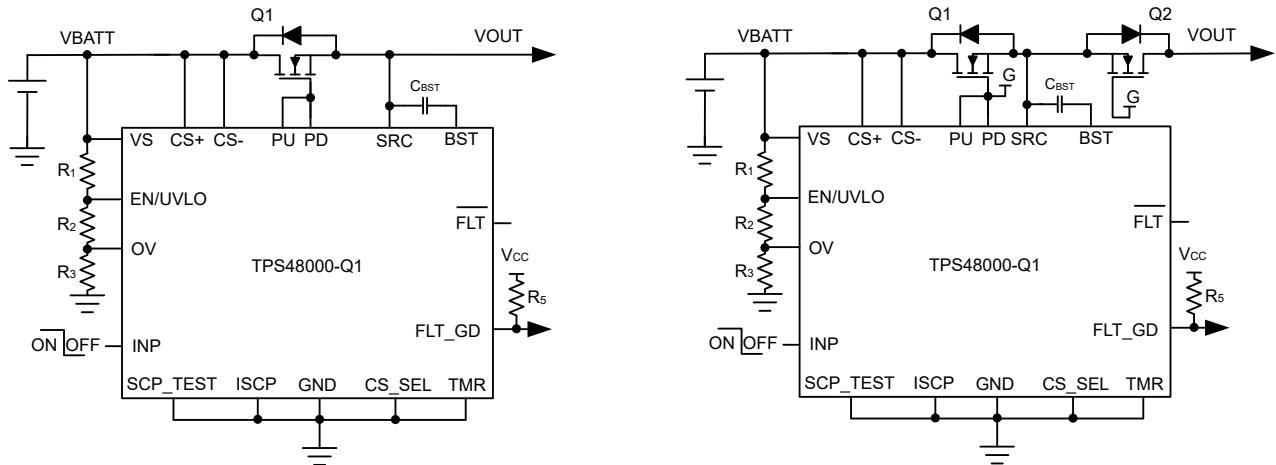 Q1
VBATT
VOUT
CBST
VS
CS+
CS-
PU
PD
SRC
BST
R1
EN/UVLO
R2
FLT
OV
R3
TPS48000-Q1
VCC
R5
FLT_GD
ON
OFF
INP
SCP_TEST
ISCP
GND
CS_SEL
TMR
Q1
Q2
VBATT
VOUT
G
CBST
G
VS
CS+
CS-
PU
PD
SRC
BST
R1
EN/UVLO
R2
FLT
OV
R3
TPS48000-Q1
VCC
R5
FLT_GD
ON
OFF
INP
SCP_TEST
ISCP
GND
CS_SEL
TMR